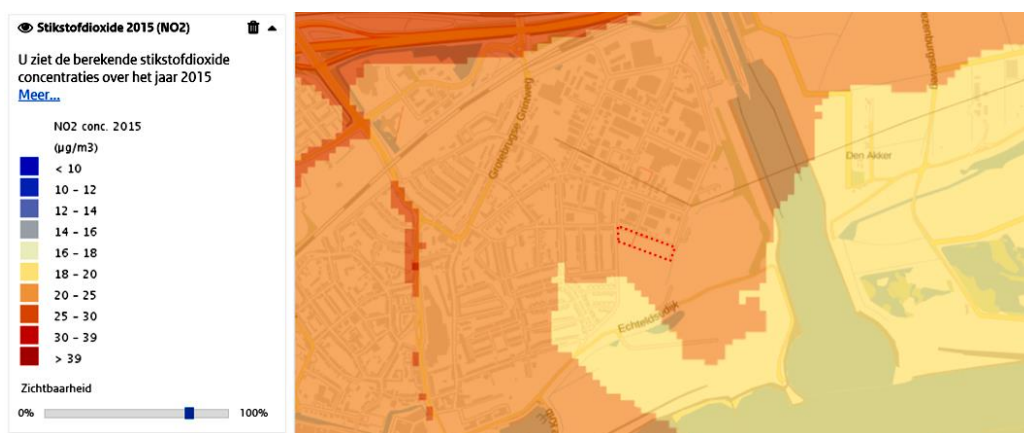 Stikstofdioxide 2015 (NO2)
U ziet de berekende stikstofdioxide
concentraties over het jaar 2015
Meer...
NO2 conc. 2015
(µg/m3)
< 10
10 - 12
12 - 14
14 - 16
16 - 18
18 - 20
20 - 25
25 - 30
30 - 39
> 39
Zichtbaarheid
0%
100%
Grotebrugse Grintweg
Den Akker
Echteldsedijk